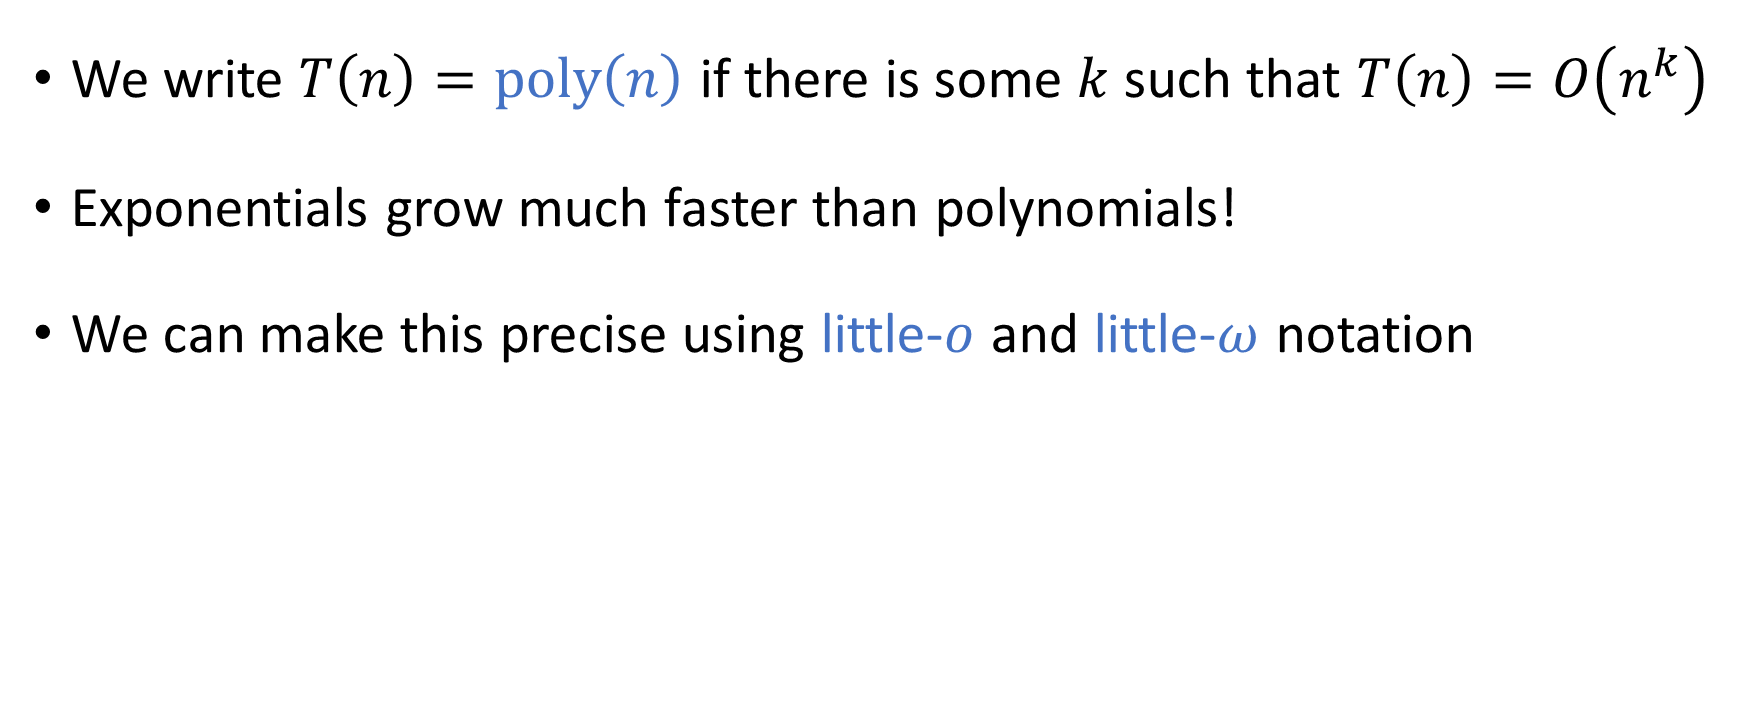 • We write 𝑇(𝑛) = poly(𝑛) if there is some 𝑘 such that 𝑇(𝑛) = 𝑂(𝑛^𝑘)
• Exponentials grow much faster than polynomials!
• We can make this precise using little-𝑜 and little-𝜔 notation